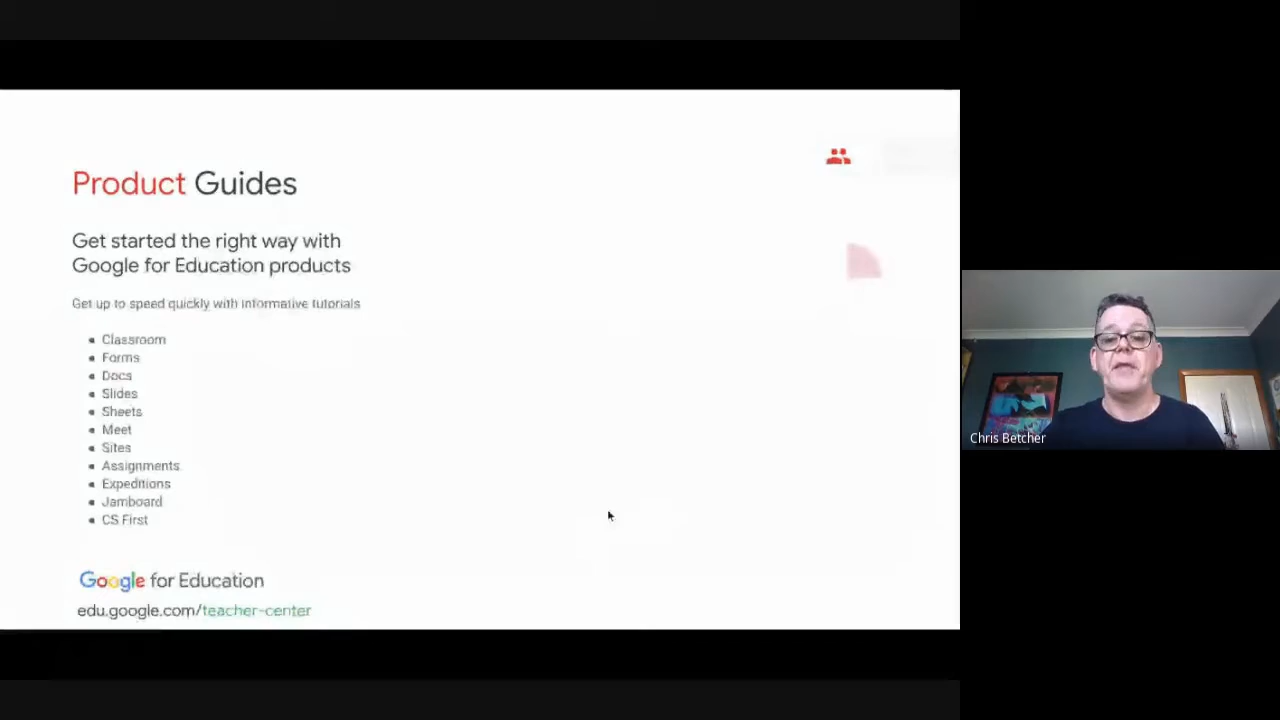 Product Guides
Get started the right way with
Google for Education products
Get up to speed quickly with informative tutorials
Classroom
Forms
Docs
Slides
Sheets
Meet
Sites
Assignments
Expeditions
Jamboard
CS First
Google for Education
edu.google.com/teacher-center
Chris Betcher